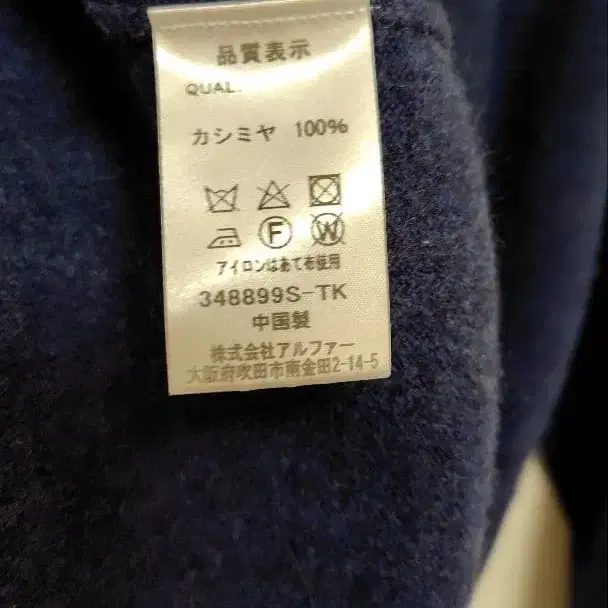 品質表示
QUAL.
カシミヤ 100%
F W
アイロンはあて布使用
348899S-TK
中国製
株式会社アルファー
大阪府吹田市南金田2-14-5